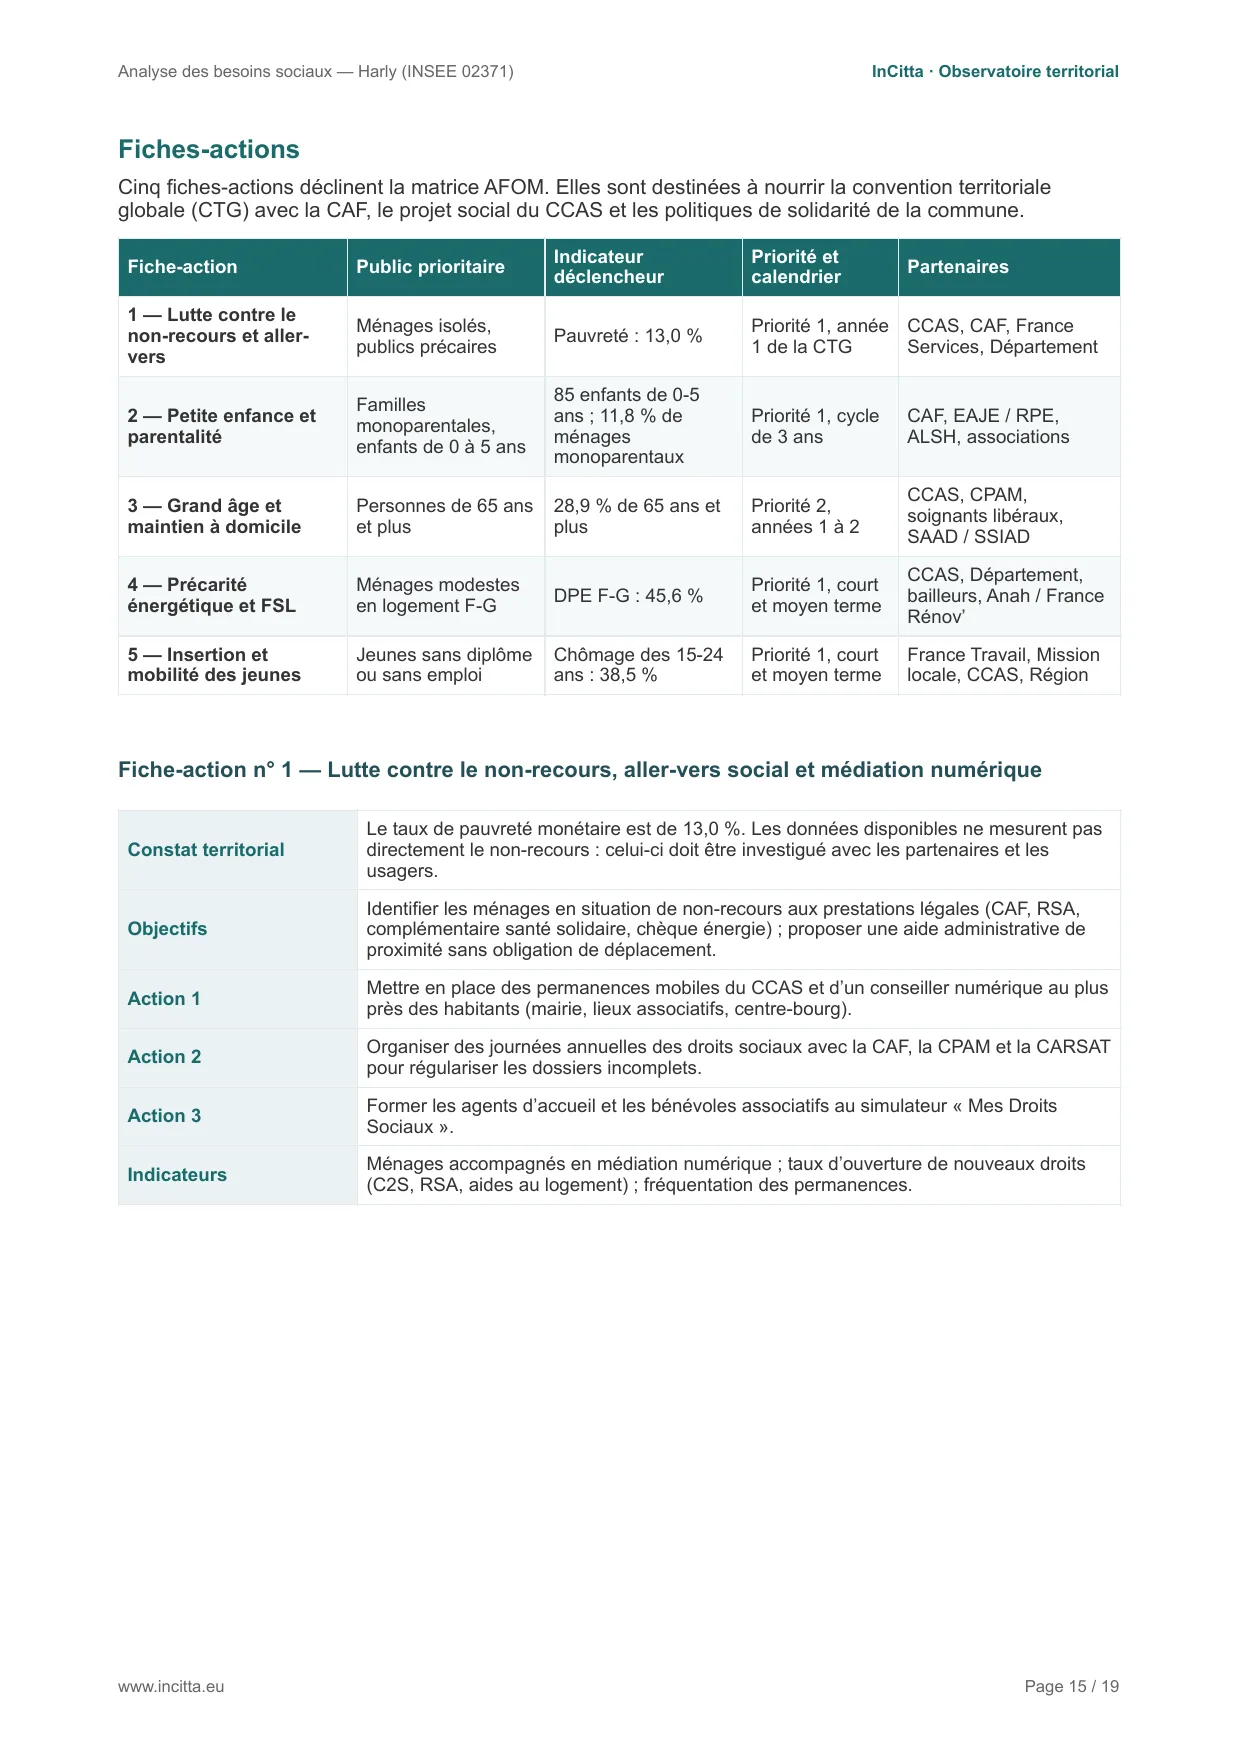 Analyse des besoins sociaux — Harly (INSEE 02371)
InCitta · Observatoire territorial
Fiches-actions
Cinq fiches-actions déclinent la matrice AFOM. Elles sont destinées à nourrir la convention territoriale
globale (CTG) avec la CAF, le projet social du CCAS et les politiques de solidarité de la commune.
Fiche-action
Public prioritaire
Indicateur
déclencheur
Priorité et
calendrier
Partenaires
1 — Lutte contre le
non-recours et aller-
vers
Ménages isolés,
publics précaires
Pauvreté : 13,0 %
Priorité 1, année
1 de la CTG
CCAS, CAF, France
Services, Département
2 — Petite enfance et
parentalité
Familles
monoparentales,
enfants de 0 à 5 ans
85 enfants de 0-5
ans ; 11,8 % de
ménages
monoparentaux
Priorité 1, cycle
de 3 ans
CAF, EAJE / RPE,
ALSH, associations
3 — Grand âge et
maintien à domicile
Personnes de 65 ans
et plus
28,9 % de 65 ans et
plus
Priorité 2,
années 1 à 2
CCAS, CPAM,
soignants libéraux,
SAAD / SSIAD
4 — Précarité
énergétique et FSL
Ménages modestes
en logement F-G
DPE F-G : 45,6 %
Priorité 1, court
et moyen terme
CCAS, Département,
bailleurs, Anah / France
Rénov’
5 — Insertion et
mobilité des jeunes
Jeunes sans diplôme
ou sans emploi
Chômage des 15-24
ans : 38,5 %
Priorité 1, court
et moyen terme
France Travail, Mission
locale, CCAS, Région
Fiche-action n° 1 — Lutte contre le non-recours, aller-vers social et médiation numérique
Constat territorial
Le taux de pauvreté monétaire est de 13,0 %. Les données disponibles ne mesurent pas
directement le non-recours : celui-ci doit être investigué avec les partenaires et les
usagers.
Objectifs
Identifier les ménages en situation de non-recours aux prestations légales (CAF, RSA,
complémentaire santé solidaire, chèque énergie) ; proposer une aide administrative de
proximité sans obligation de déplacement.
Action 1
Mettre en place des permanences mobiles du CCAS et d’un conseiller numérique au plus
près des habitants (mairie, lieux associatifs, centre-bourg).
Action 2
Organiser des journées annuelles des droits sociaux avec la CAF, la CPAM et la CARSAT
pour régulariser les dossiers incomplets.
Action 3
Former les agents d’accueil et les bénévoles associatifs au simulateur « Mes Droits
Sociaux ».
Indicateurs
Ménages accompagnés en médiation numérique ; taux d’ouverture de nouveaux droits
(C2S, RSA, aides au logement) ; fréquentation des permanences.
www.incitta.eu
Page 15 / 19